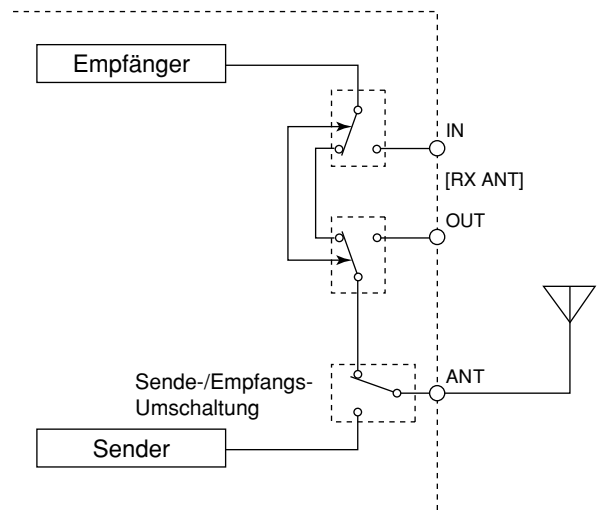 Empfänger
IN
[RX ANT]
OUT
ANT
Sende-/Empfangs-
Umschaltung
Sender